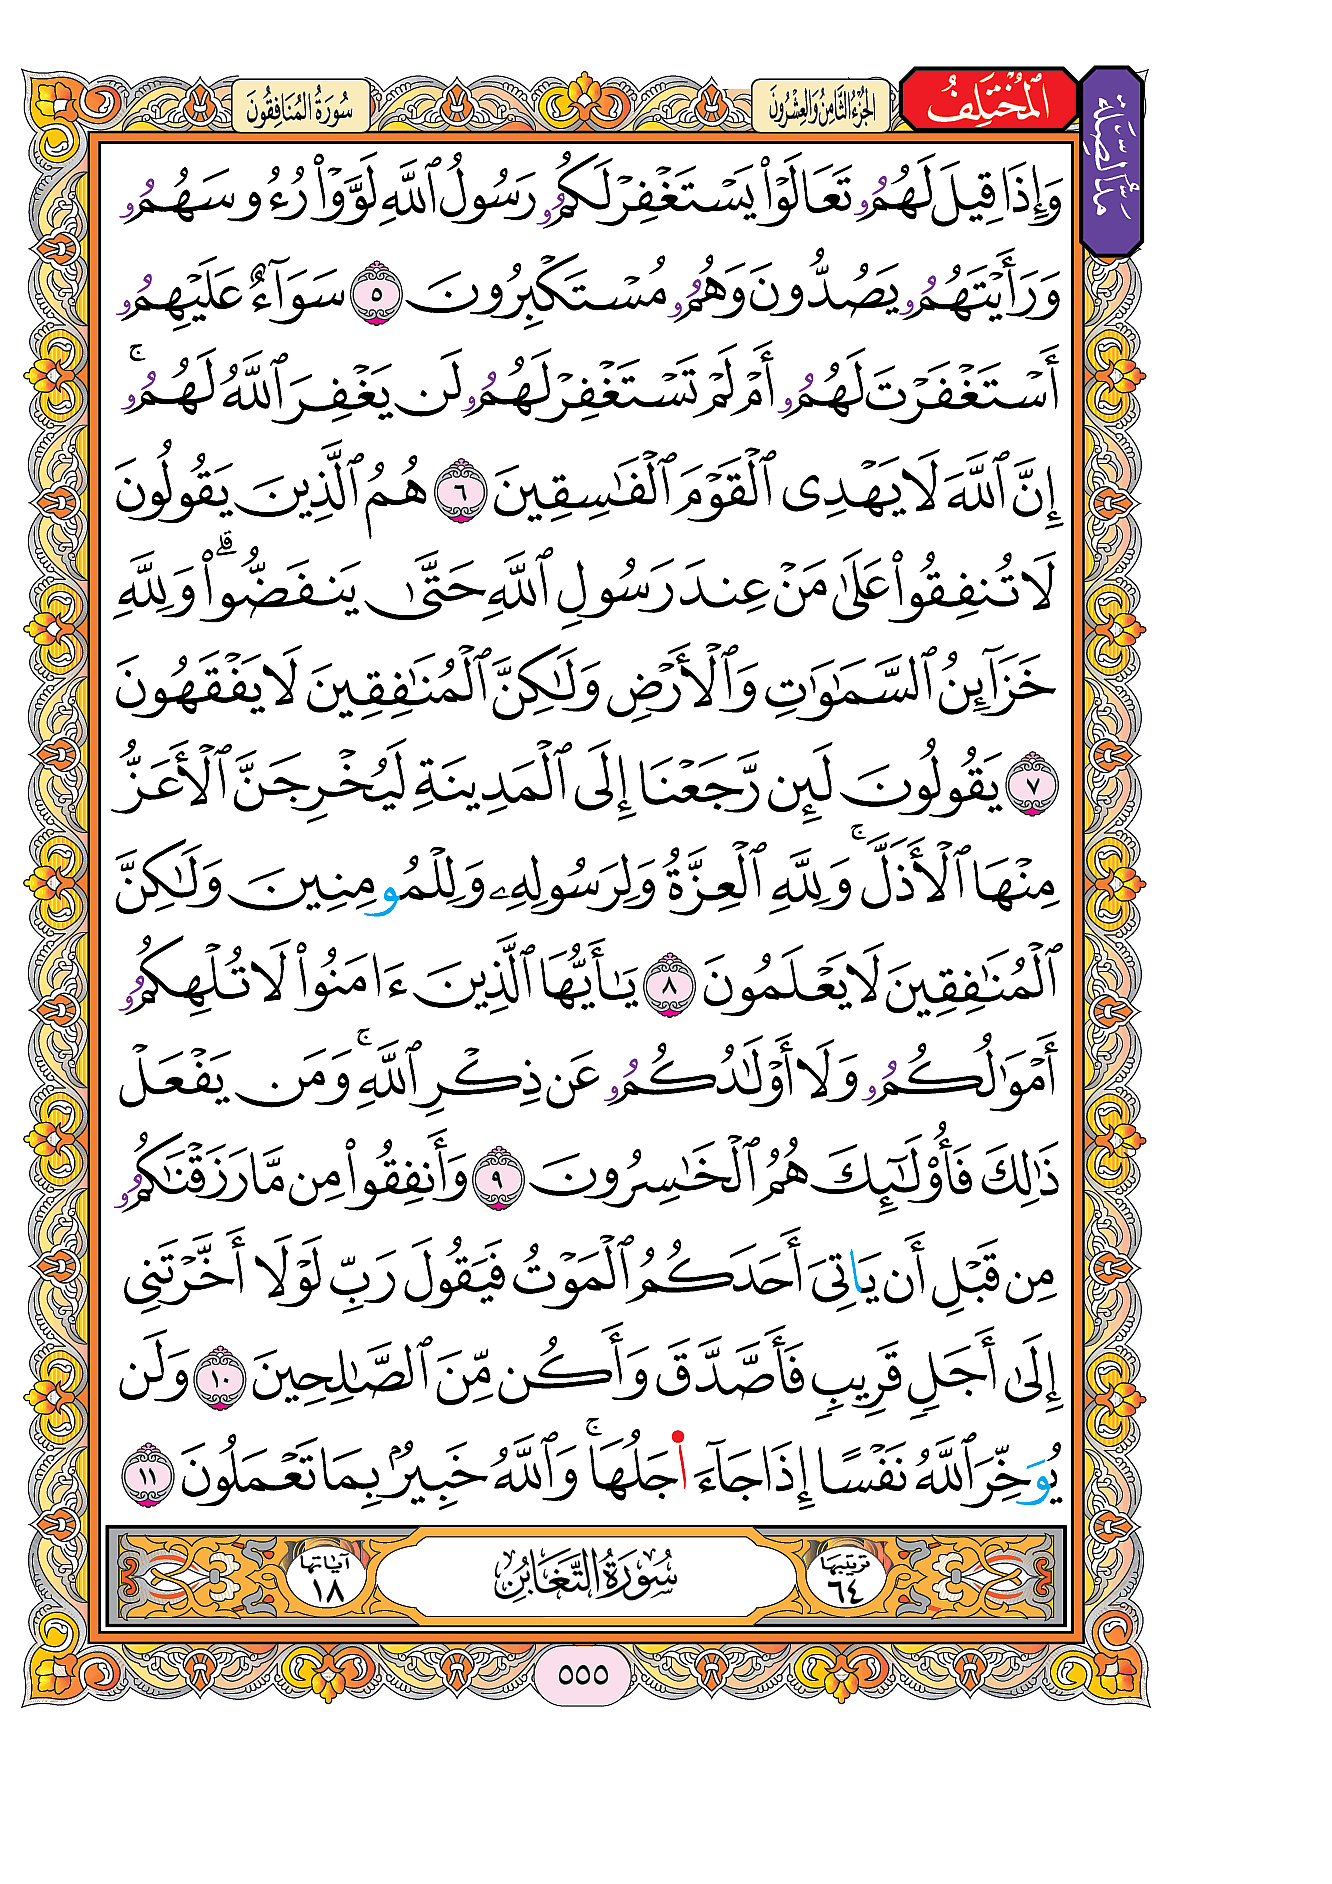 سُورَةُ المُنَافِقُونَ
الجُزْءُ الثَّامِنُ وَالعِشْرُونَ
ٱلْمُخْتَلِفُ
مَدُّ الصِّلَةِ
وَإِذَا قِيلَ لَهُمُۥ تَعَالَوْا۟ يَسْتَغْفِرْ لَكُمُۥ رَسُولُ ٱللَّهِ لَوَّوْا۟ رُءُوسَهُمُۥ
وَرَأَيْتَهُمُۥ يَصُدُّونَ وَهُمُۥ مُسْتَكْبِرُونَ ٥ سَوَآءٌ عَلَيْهِمُۥ
أَسْتَغْفَرْتَ لَهُمُۥ أَمْ لَمْ تَسْتَغْفِرْ لَهُمُۥ لَن يَغْفِرَ ٱللَّهُ لَهُمُۥۚ
إِنَّ ٱللَّهَ لَا يَهْدِى ٱلْقَوْمَ ٱلْفَٰسِقِينَ ٦ هُمُ ٱلَّذِينَ يَقُولُونَ
لَا تُنفِقُوا۟ عَلَىٰ مَنْ عِندَ رَسُولِ ٱللَّهِ حَتَّىٰ يَنفَضُّوا۟ۗ وَلِلَّهِ
خَزَآئِنُ ٱلسَّمَٰوَٰتِ وَٱلْأَرْضِ وَلَٰكِنَّ ٱلْمُنَٰفِقِينَ لَا يَفْقَهُونَ
٧ يَقُولُونَ لَئِن رَّجَعْنَا إِلَى ٱلْمَدِينَةِ لَيُخْرِجَنَّ ٱلْأَعَزُّ
مِنْهَا ٱلْأَذَلَّۚ وَلِلَّهِ ٱلْعِزَّةُ وَلِرَسُولِهِۦ وَلِلْمُومِنِينَ وَلَٰكِنَّ
ٱلْمُنَٰفِقِينَ لَا يَعْلَمُونَ ٨ يَٰأَيُّهَا ٱلَّذِينَ ءَامَنُوا۟ لَا تُلْهِكُمُۥ
أَمْوَٰلُكُمُۥ وَلَا أَوْلَٰدُكُمُۥ عَن ذِكْرِ ٱللَّهِۚ وَمَن يَفْعَلْ
ذَٰلِكَ فَأُو۟لَٰٓئِكَ هُمُ ٱلْخَٰسِرُونَ ٩ وَأَنفِقُوا۟ مِن مَّا رَزَقْنَٰكُمُۥ
مِن قَبْلِ أَن يَاتِىَ أَحَدَكُمُ ٱلْمَوْتُ فَيَقُولَ رَبِّ لَوْلَا أَخَّرْتَنِى
إِلَىٰ أَجَلٍ قَرِيبٍ فَأَصَّدَّقَ وَأَكُن مِّنَ ٱلصَّٰلِحِينَ ١٠ وَلَن
يُوَخِّرَ ٱللَّهُ نَفْسًا إِذَا جَآءَ اجَلُهَاۚ وَٱللَّهُ خَبِيرٌۢ بِمَا تَعْمَلُونَ ١١
ترتيبها ٦٤
سُورَةُ التَّغَابُنِ
آياتها ١٨
٥٥٥